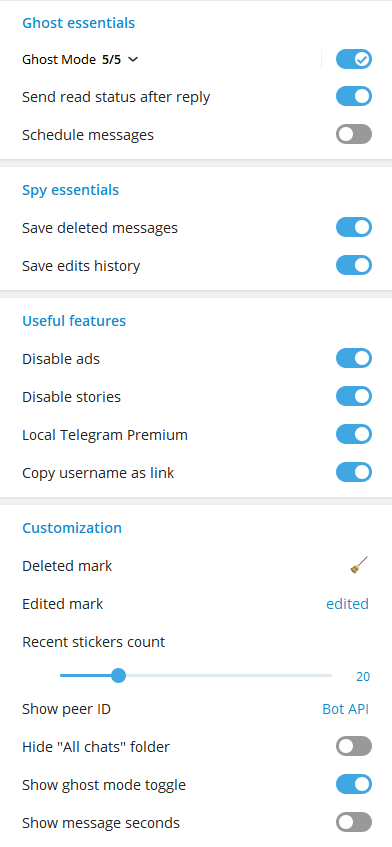 Ghost essentials
Ghost Mode 5/5
Send read status after reply
Schedule messages
Spy essentials
Save deleted messages
Save edits history
Useful features
Disable ads
Disable stories
Local Telegram Premium
Copy username as link
Customization
Deleted mark
Edited mark edited
Recent stickers count
20
Show peer ID Bot API
Hide "All chats" folder
Show ghost mode toggle
Show message seconds